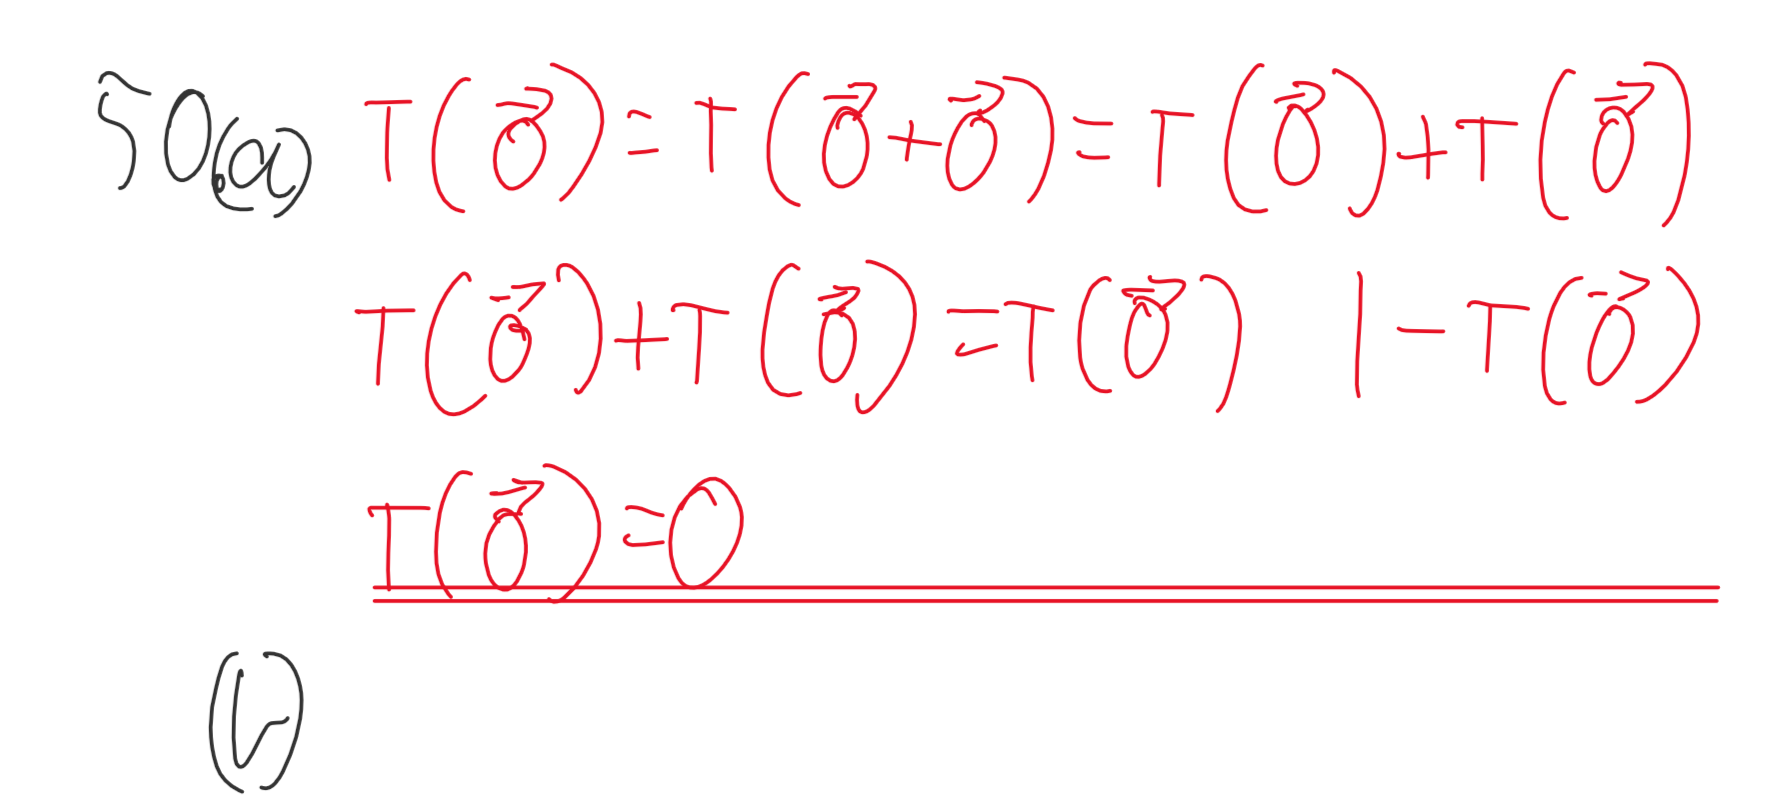 50.(a) T(0⃗) = T(0⃗+0⃗) = T(0⃗)+T(0⃗)
T(0⃗)+T(0⃗) = T(0⃗) | -T(0⃗)
T(0⃗) = 0
(b)